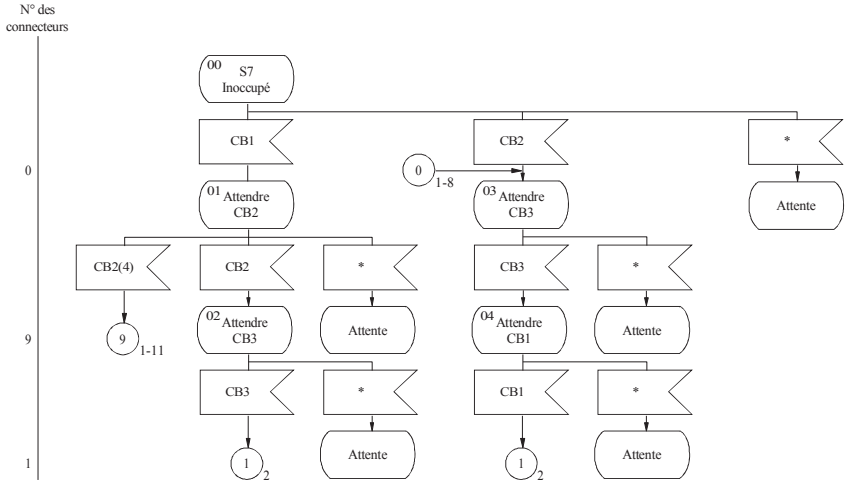 N° des
connecteurs
00
S7
Inoccupé
CB1
CB2
*
0
0
1-8
01
Attendre
CB2
03
Attendre
CB3
Attente
CB2(4)
CB2
*
CB3
*
9
9
1-11
02
Attendre
CB3
Attente
04
Attendre
CB1
Attente
CB3
*
CB1
*
1
1
2
Attente
1
2
Attente